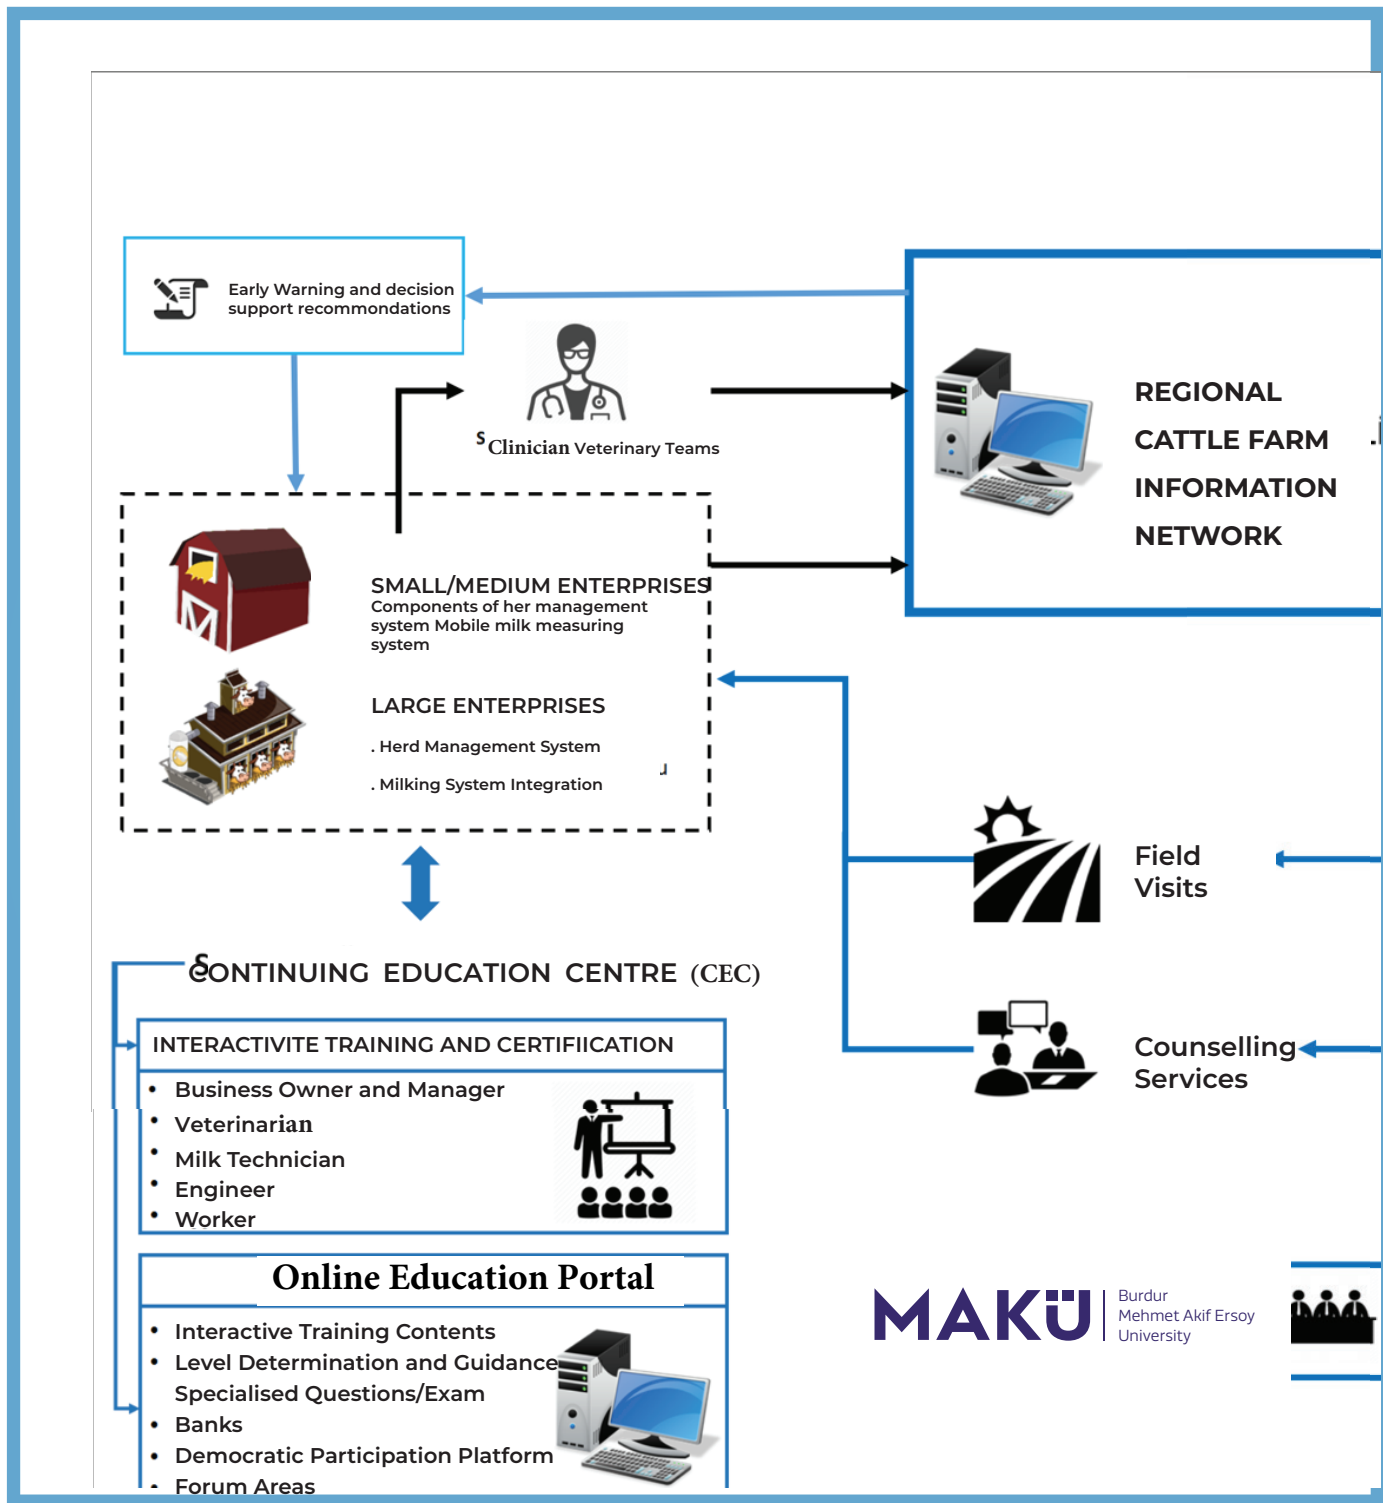 Early Warning and decision
support recommondations
S Clinician Veterinary Teams
REGIONAL
CATTLE FARM
INFORMATION
NETWORK
SMALL/MEDIUM ENTERPRISES
Components of her management
system Mobile milk measuring
system
LARGE ENTERPRISES
. Herd Management System
. Milking System Integration
Field
Visits
CONTINUING EDUCATION CENTRE (CEC)
INTERACTIVITE TRAINING AND CERTIFIICATION
Counselling
Services
• Business Owner and Manager
• Veterinarian
• Milk Technician
• Engineer
• Worker
Online Education Portal
• Interactive Training Contents
• Level Determination and Guidance
Specialised Questions/Exam
• Banks
• Democratic Participation Platform
• Forum Areas
MAKÜ
Burdur
Mehmet Akif Ersoy
University